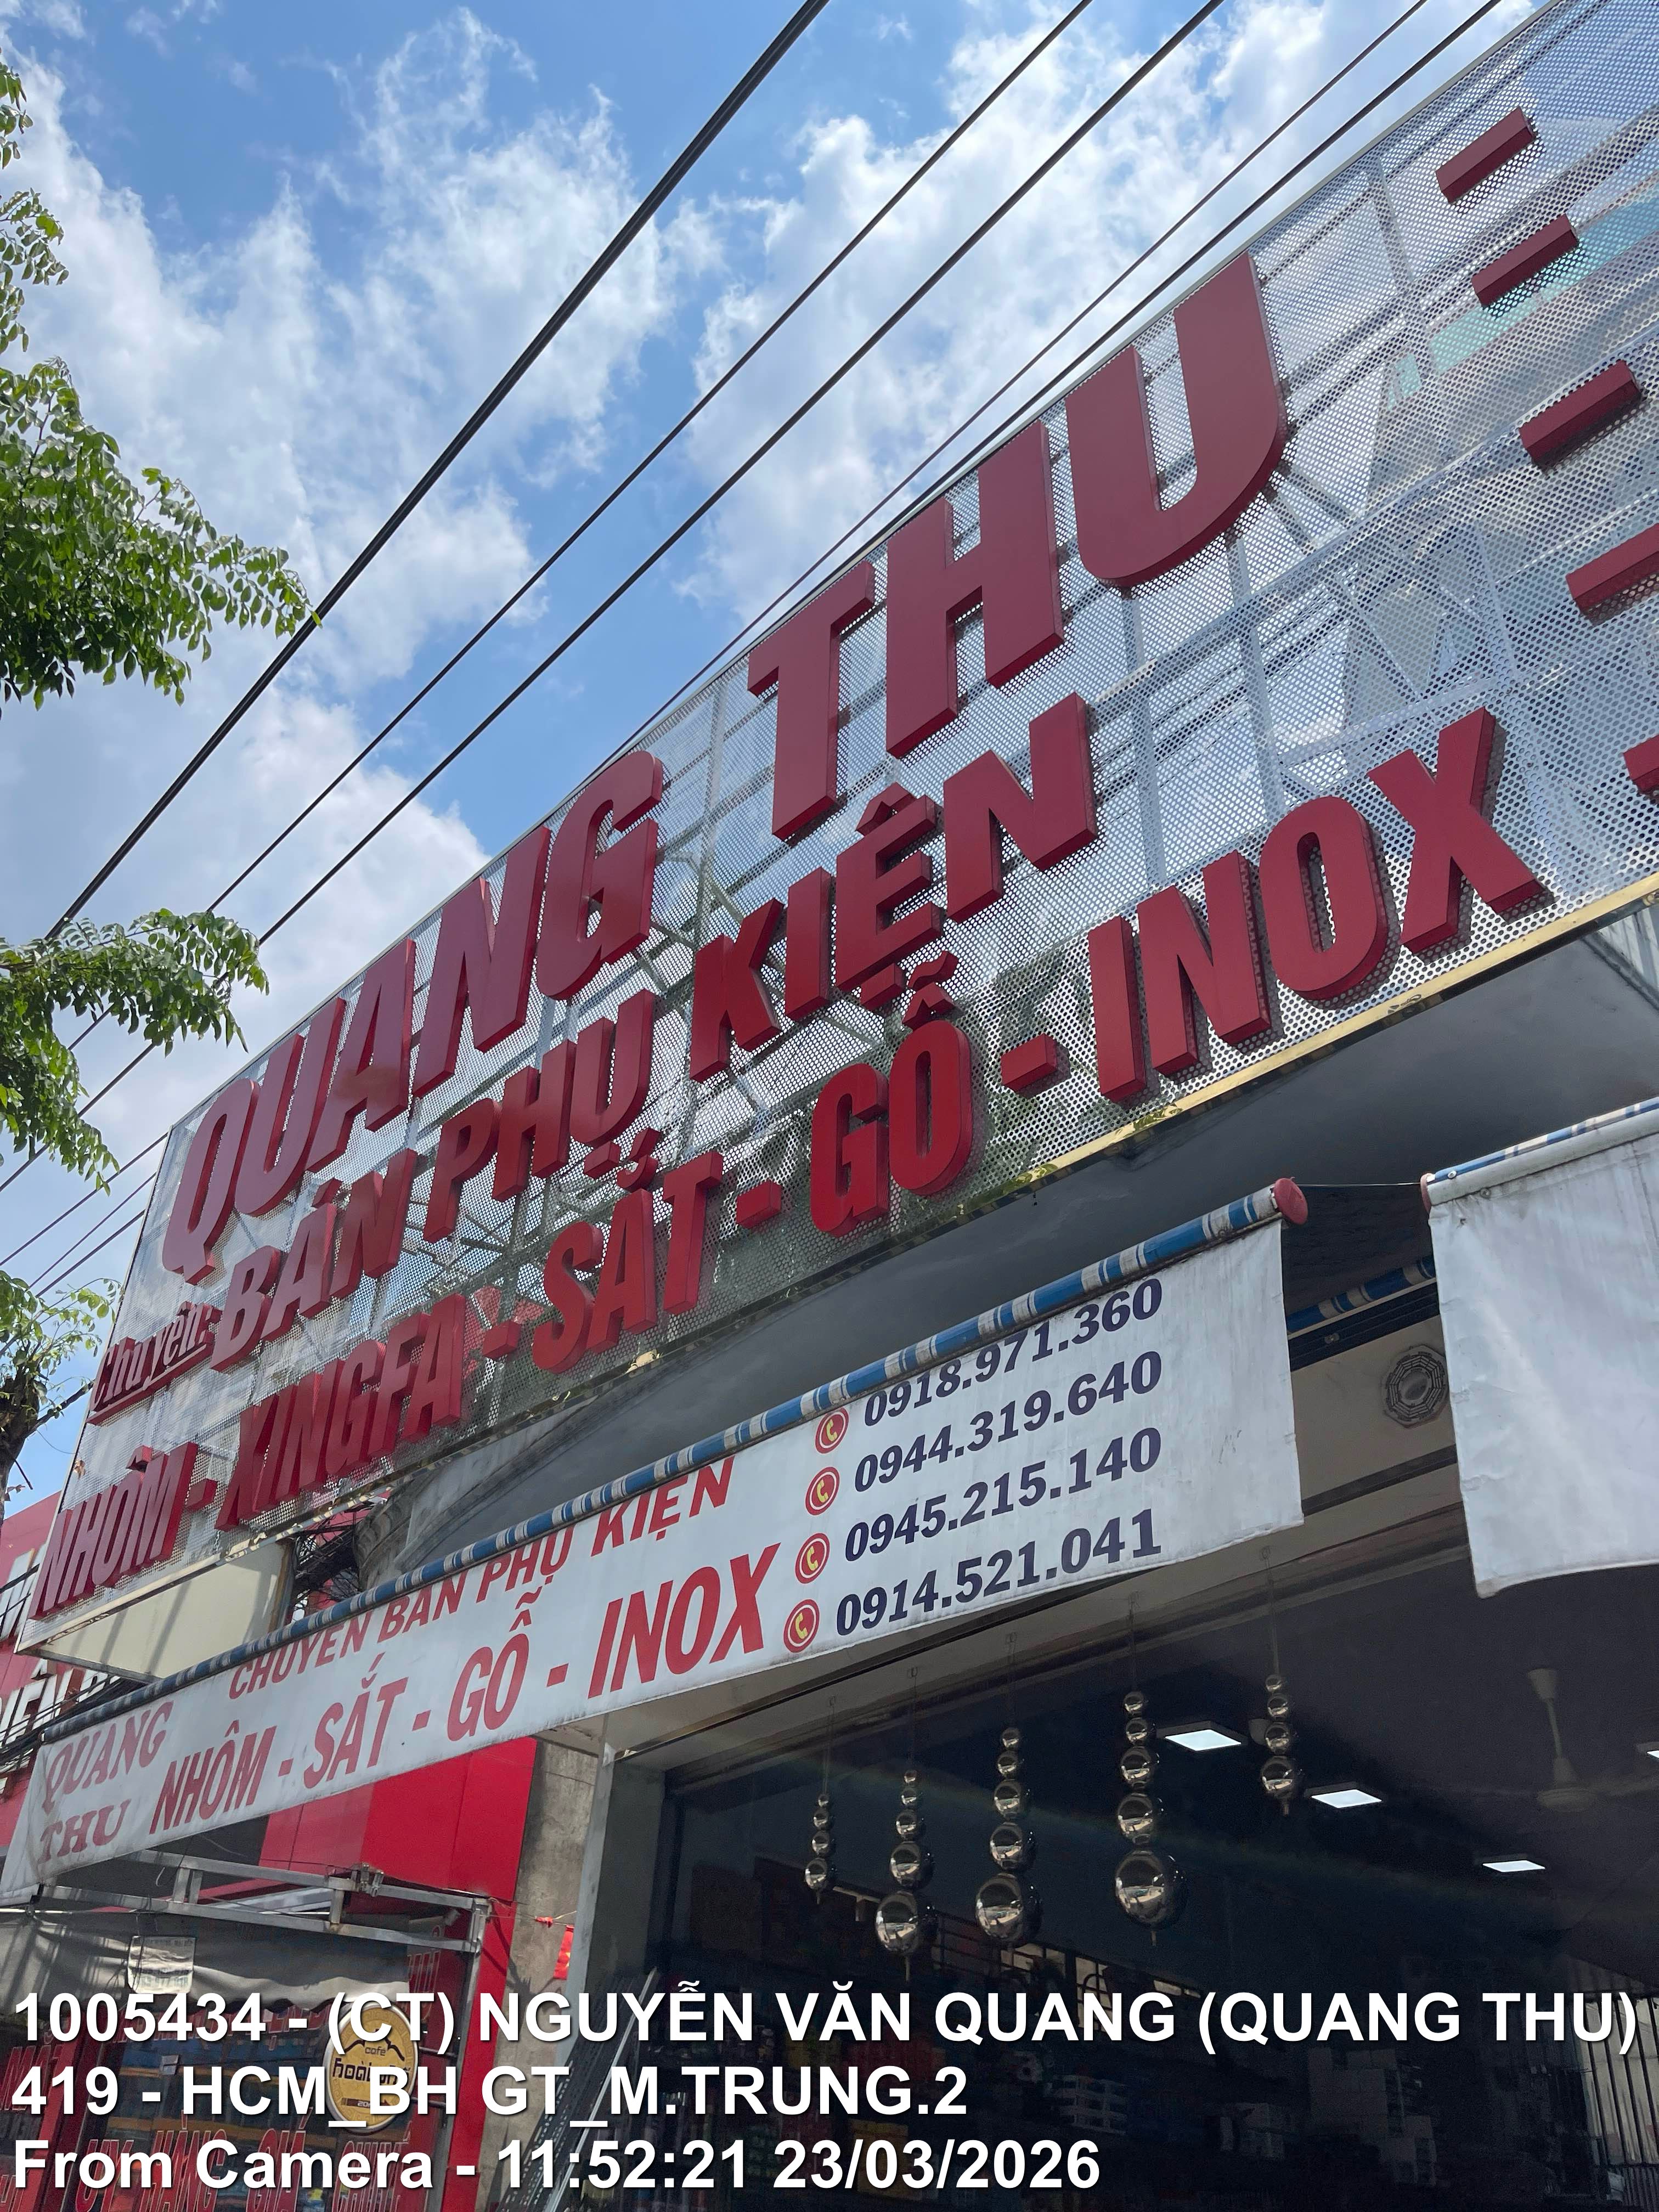 QUANG THU
Chuyên: BÁN PHỤ KIỆN
NHÔM - XINGFA - SẮT - GỖ - INOX
CHUYÊN BÁN PHỤ KIỆN
QUANG THU
NHÔM - SẮT - GỖ - INOX
0918.971.360
0944.319.640
0945.215.140
0914.521.041
café
1005434 - (CT) NGUYỄN VĂN QUANG (QUANG THU)
419 - HCM_BH GT_M.TRUNG.2
From Camera - 11:52:21 23/03/2026